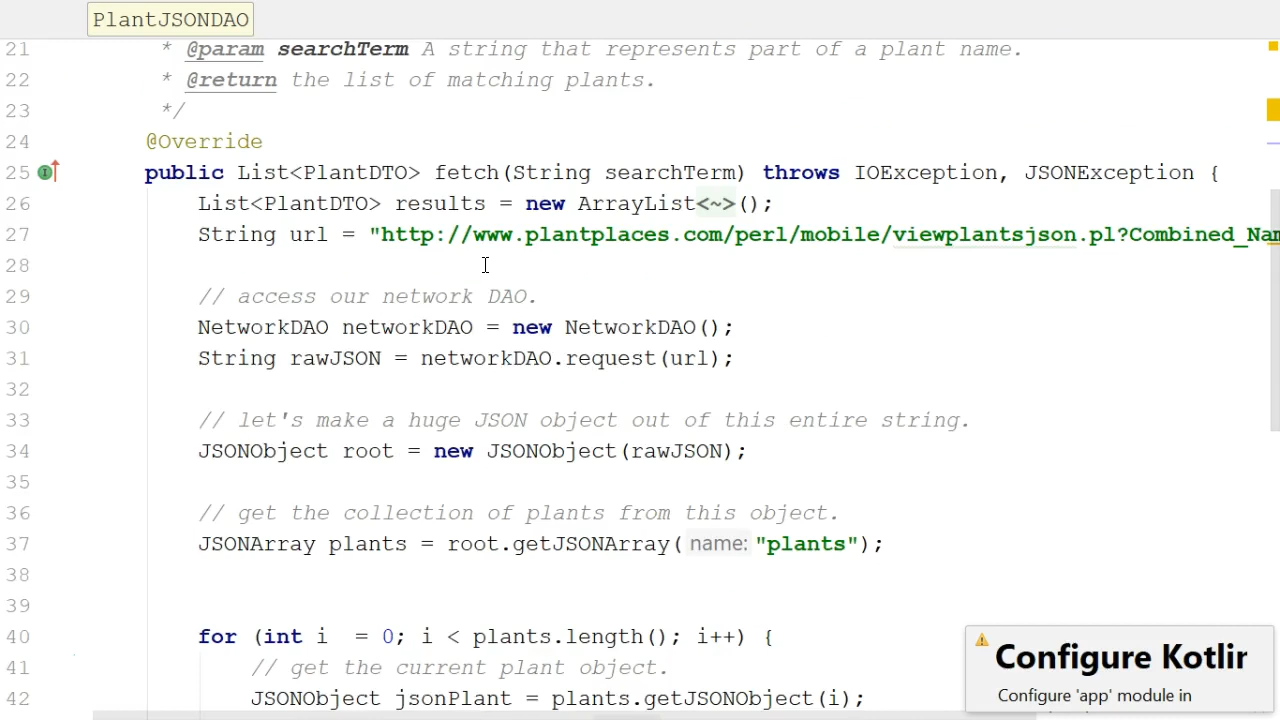 PlantJSONDAO
21 * @param searchTerm A string that represents part of a plant name.
22 * @return the list of matching plants.
23 */
24 @Override
25 public List<PlantDTO> fetch(String searchTerm) throws IOException, JSONException {
26 List<PlantDTO> results = new ArrayList<~>();
27 String url = "http://www.plantplaces.com/perl/mobile/viewplantsjson.pl?Combined_Nam
28
29 // access our network DAO.
30 NetworkDAO networkDAO = new NetworkDAO();
31 String rawJSON = networkDAO.request(url);
32
33 // let's make a huge JSON object out of this entire string.
34 JSONObject root = new JSONObject(rawJSON);
35
36 // get the collection of plants from this object.
37 JSONArray plants = root.getJSONArray( name: "plants");
38
39
40 for (int i  = 0; i < plants.length(); i++) {
41 // get the current plant object.
42 JSONObject jsonPlant = plants.getJSONObject(i);
Configure Kotlin
Configure 'app' module in